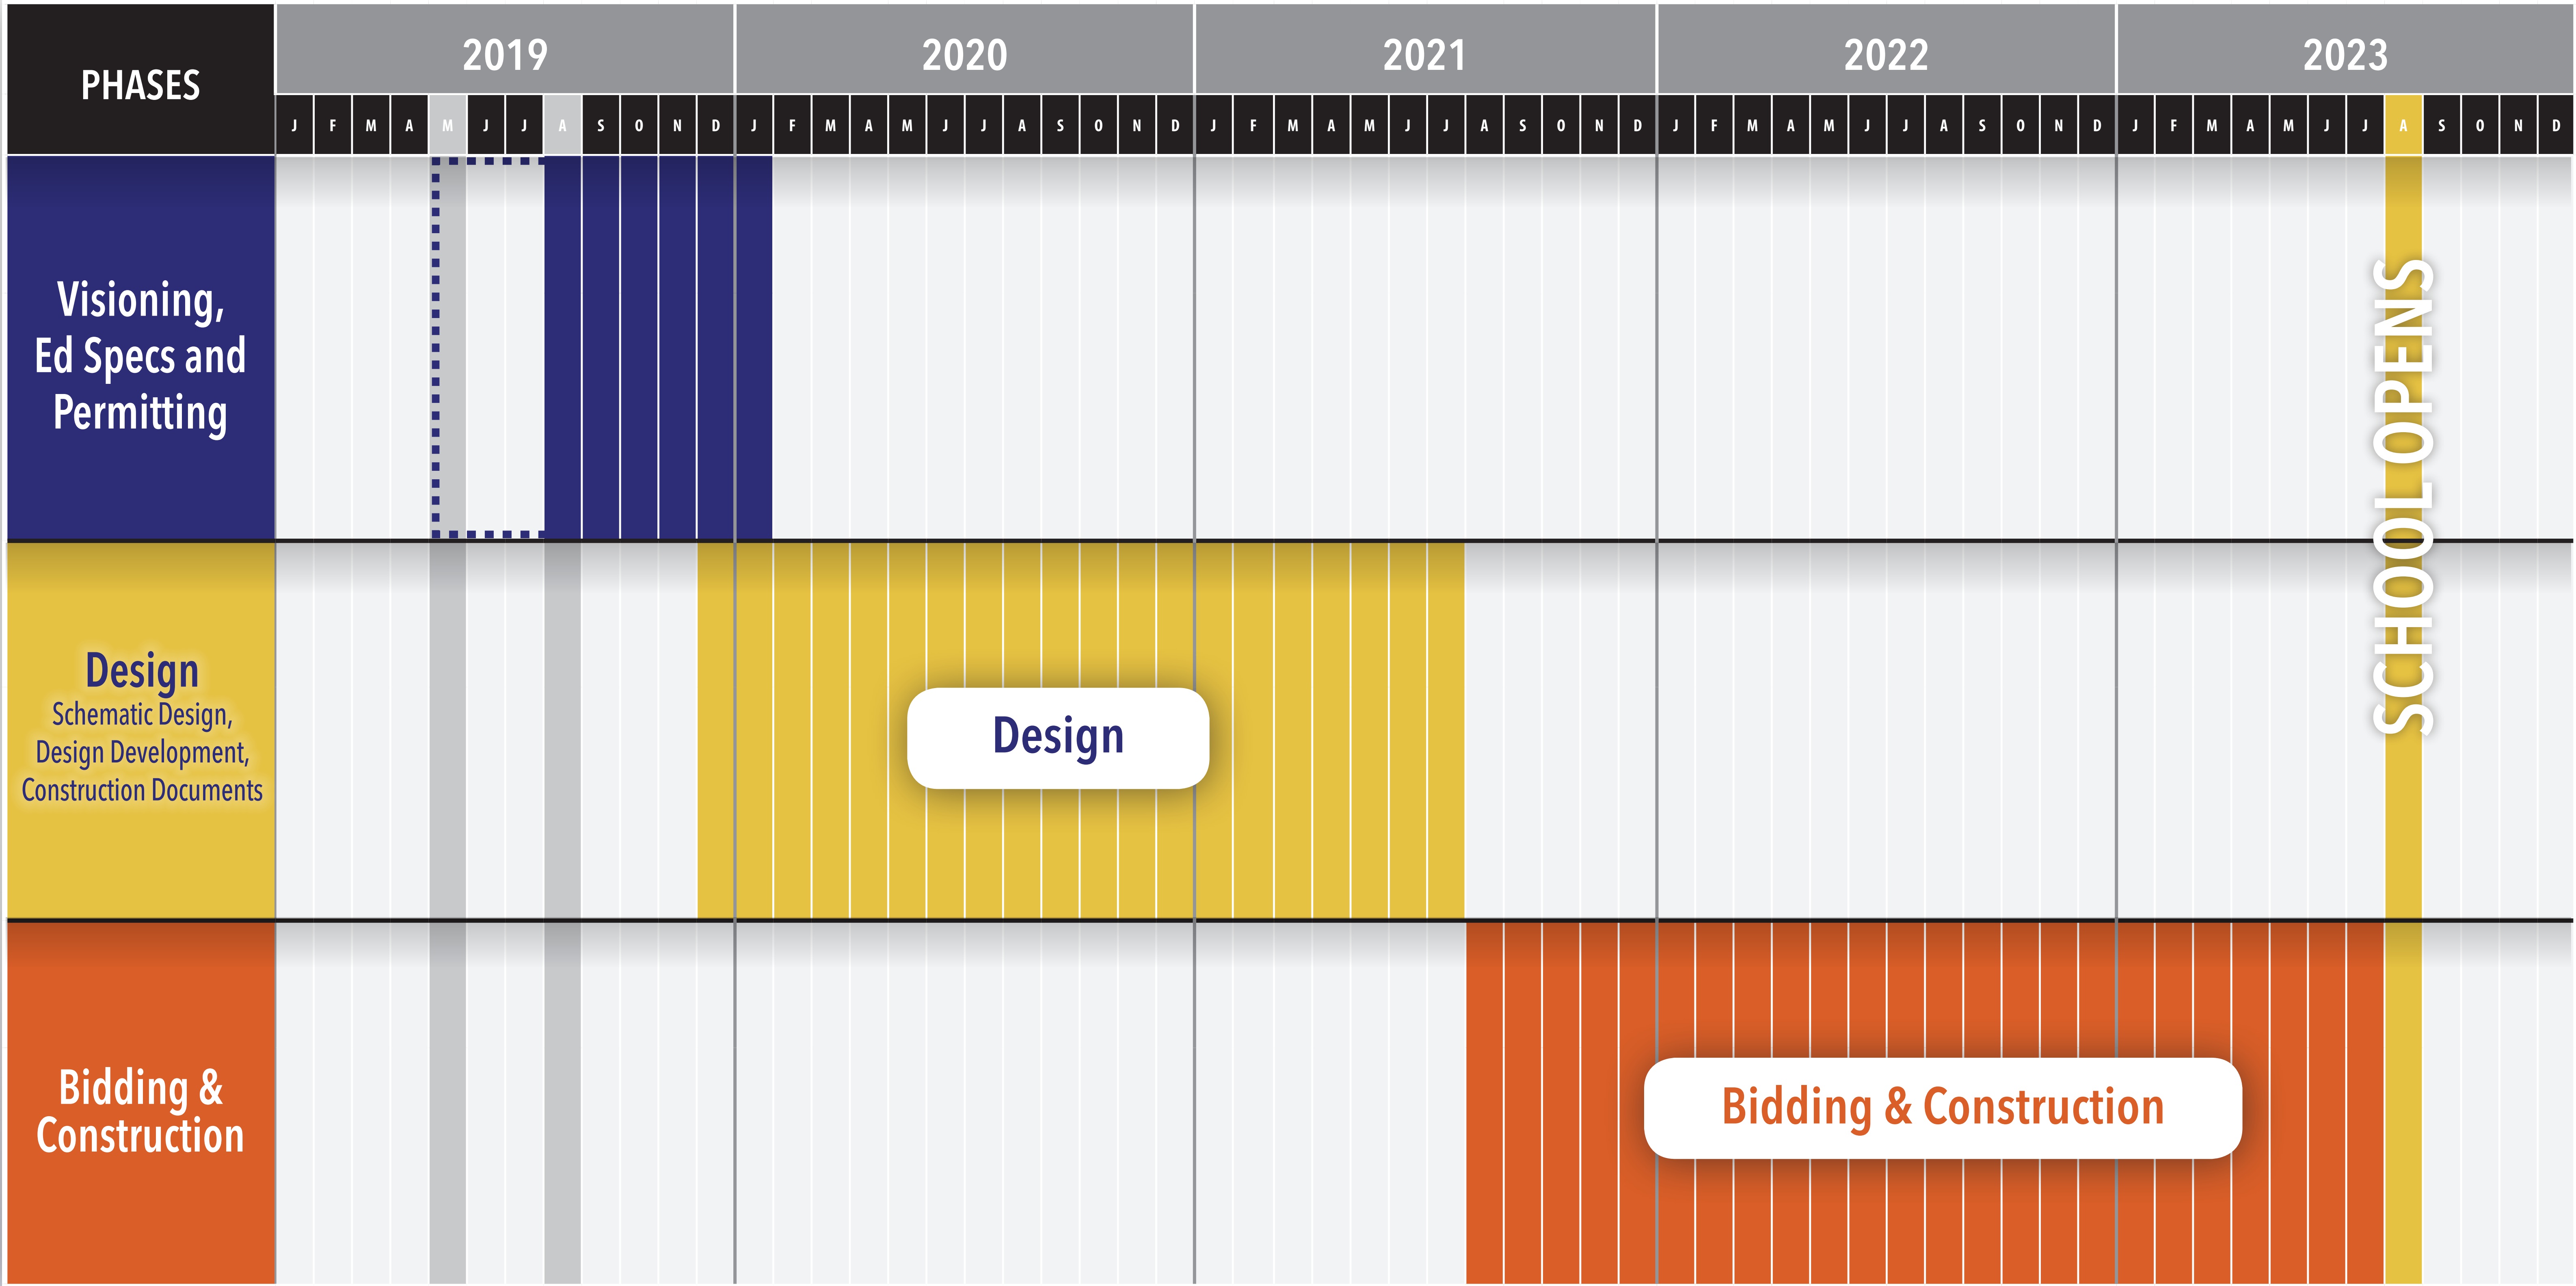 PHASES
2019 2020 2021 2022 2023
J F M A M J J A S O N D J F M A M J J A S O N D J F M A M J J A S O N D J F M A M J J A S O N D J F M A M J J A S O N D
Visioning,
Ed Specs and
Permitting
SCHOOL OPENS
Design
Schematic Design,
Design Development,
Construction Documents
Design
Bidding &
Construction
Bidding & Construction